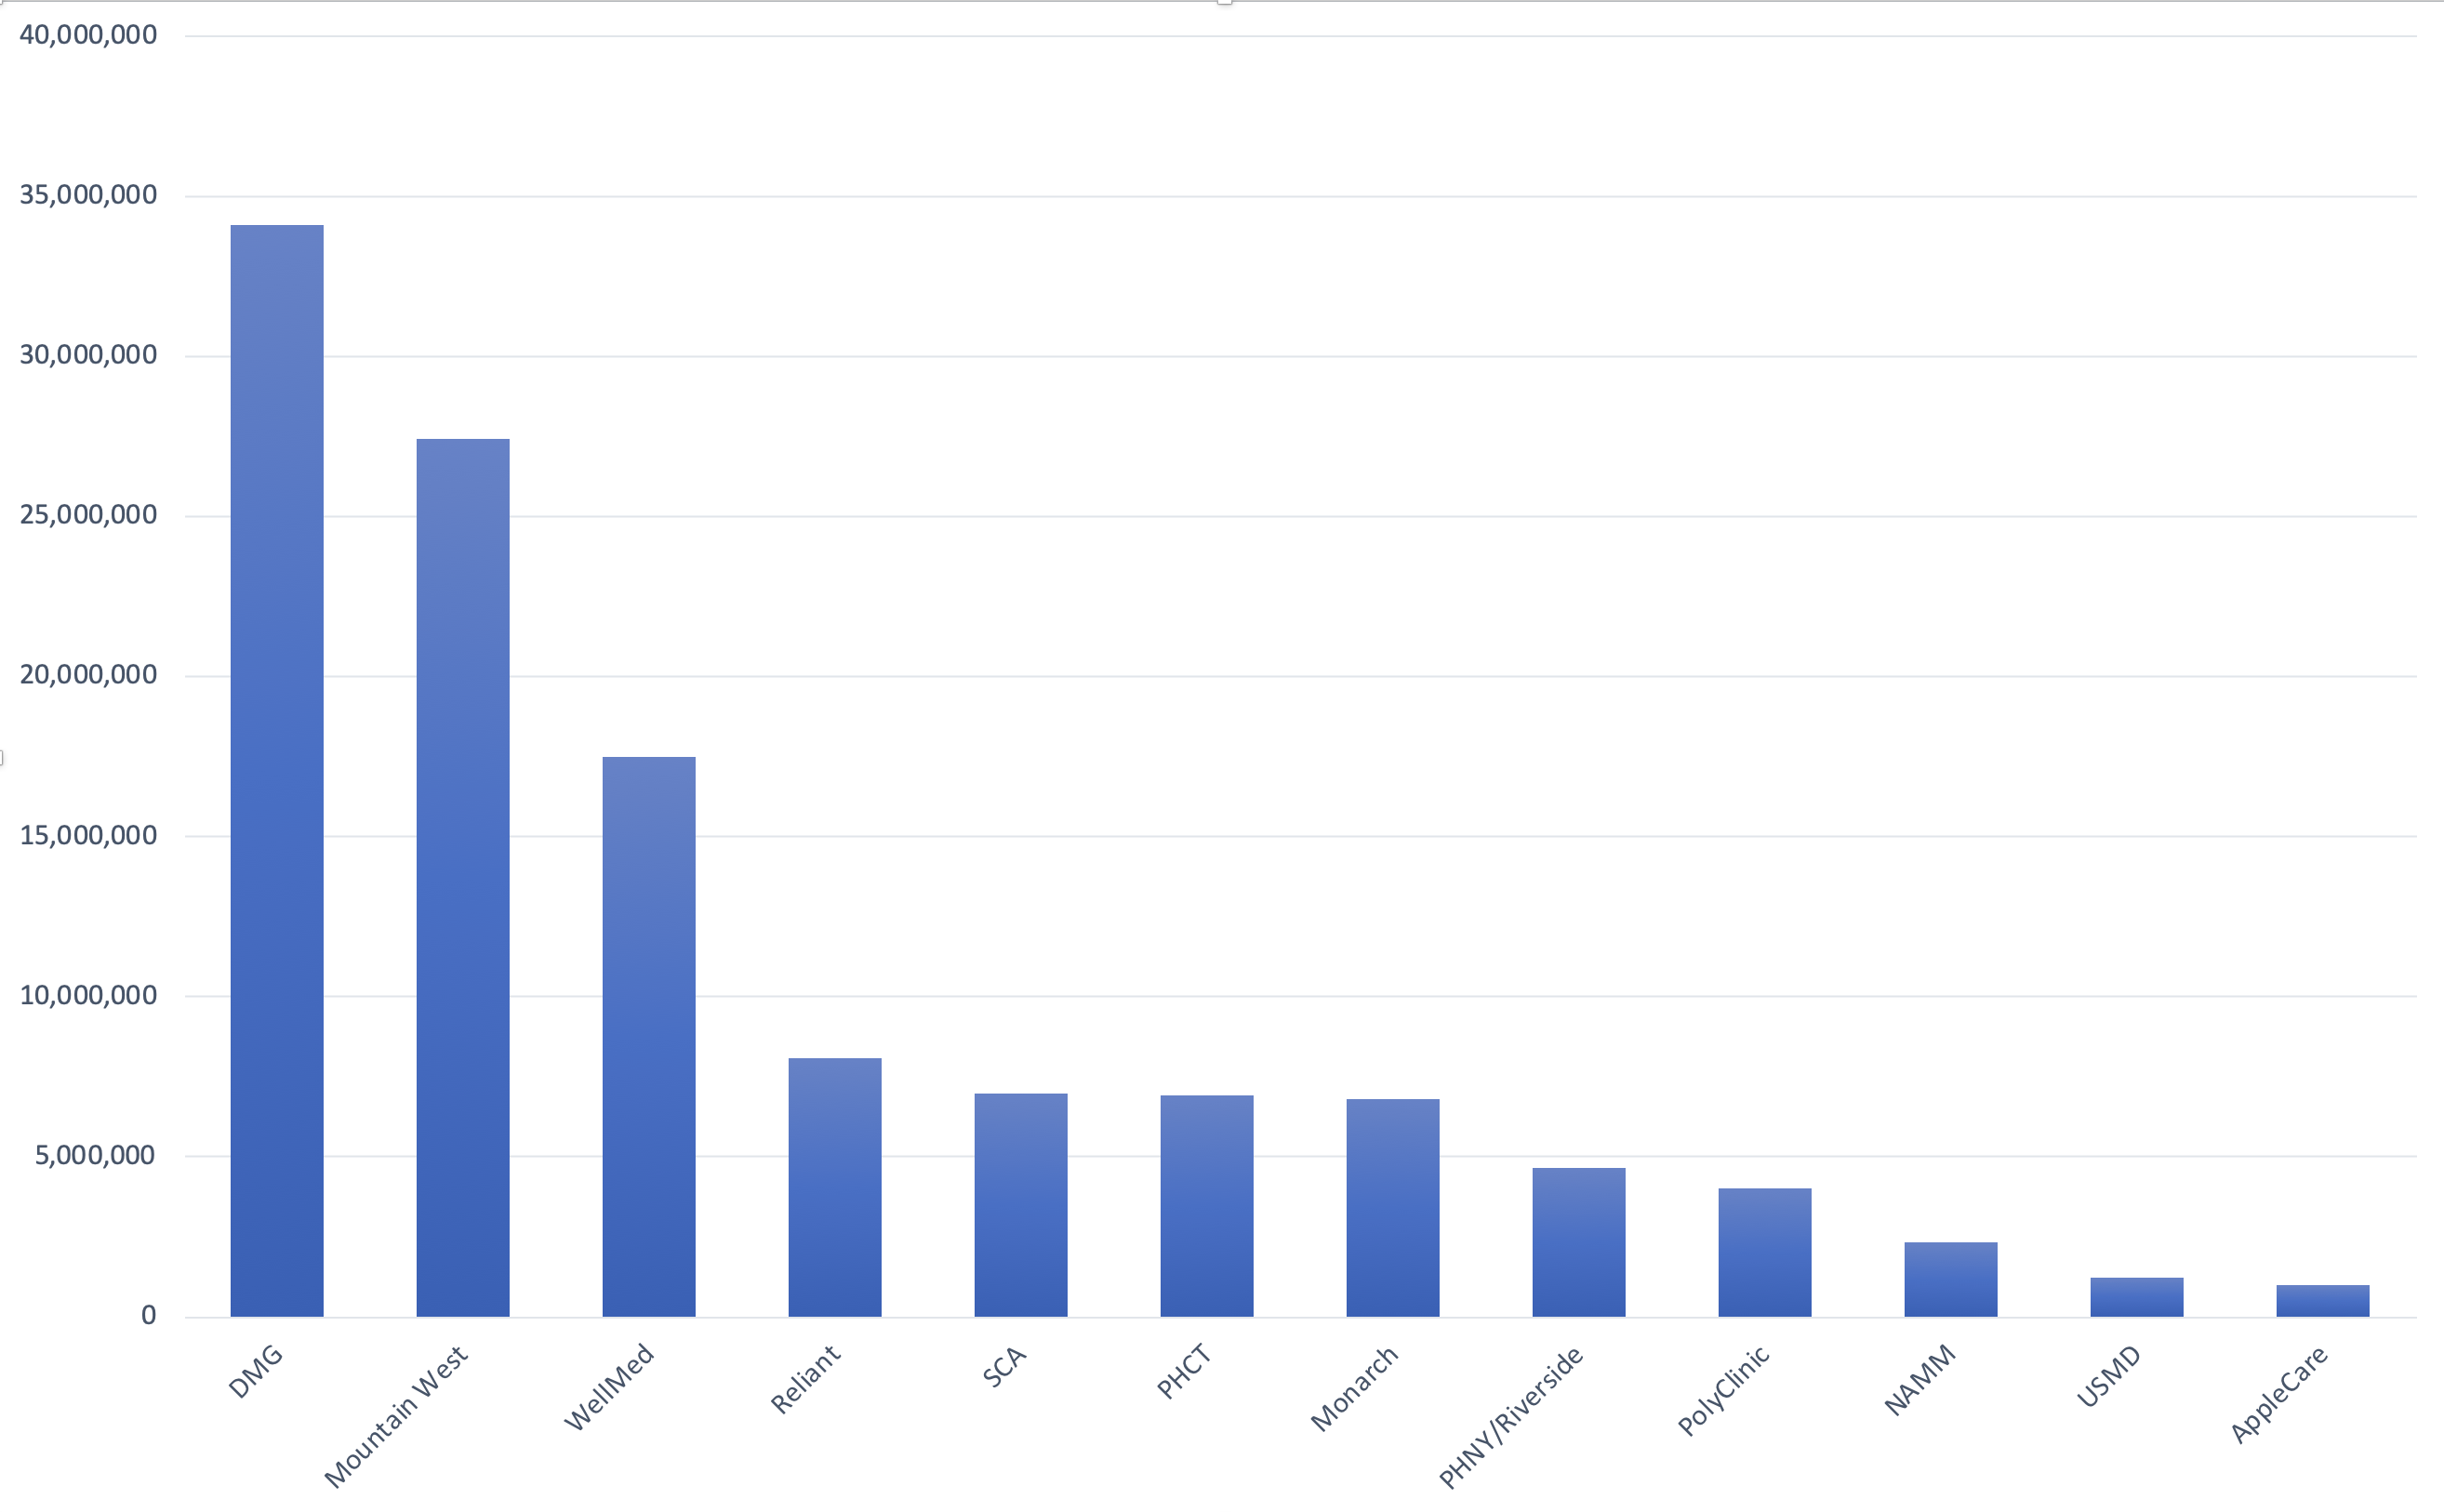 40,000,000
35,000,000
30,000,000
25,000,000
20,000,000
15,000,000
10,000,000
5,000,000
0
DMG
Mountain West
WellMed
Reliant
SCA
PHCT
Monarch
PHNY/Riverside
PolyClinic
NAMM
USMD
AppleCare